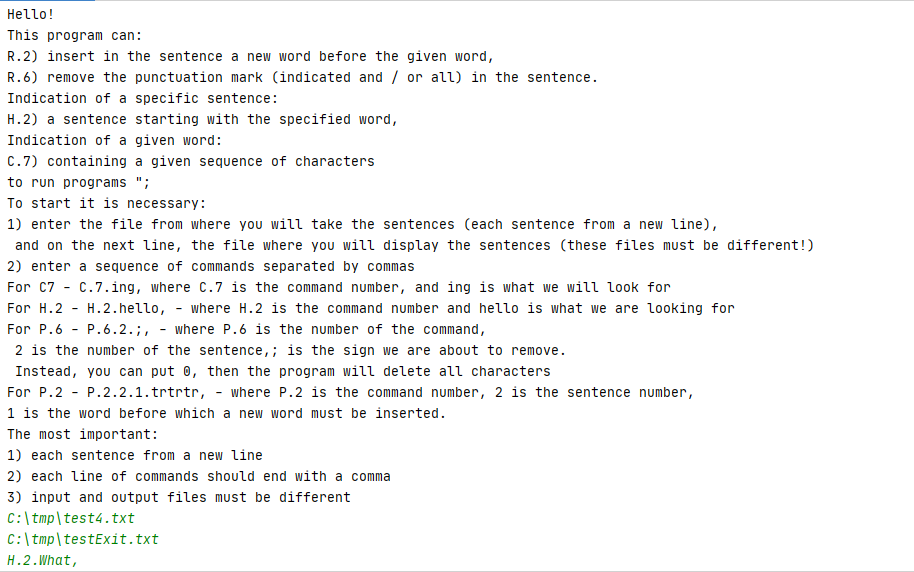 Hello!
This program can:
R.2) insert in the sentence a new word before the given word,
R.6) remove the punctuation mark (indicated and / or all) in the sentence.
Indication of a specific sentence:
H.2) a sentence starting with the specified word,
Indication of a given word:
C.7) containing a given sequence of characters
to run programs ";
To start it is necessary:
1) enter the file from where you will take the sentences (each sentence from a new line),
 and on the next line, the file where you will display the sentences (these files must be different!)
2) enter a sequence of commands separated by commas
For C7 - C.7.ing, where C.7 is the command number, and ing is what we will look for
For H.2 - H.2.hello, - where H.2 is the command number and hello is what we are looking for
For P.6 - P.6.2.;, - where P.6 is the number of the command,
 2 is the number of the sentence,; is the sign we are about to remove.
 Instead, you can put 0, then the program will delete all characters
For P.2 - P.2.2.1.trtrtr, - where P.2 is the command number, 2 is the sentence number,
1 is the word before which a new word must be inserted.
The most important:
1) each sentence from a new line
2) each line of commands should end with a comma
3) input and output files must be different
C:\tmp\test4.txt
C:\tmp\testExit.txt
H.2.What,